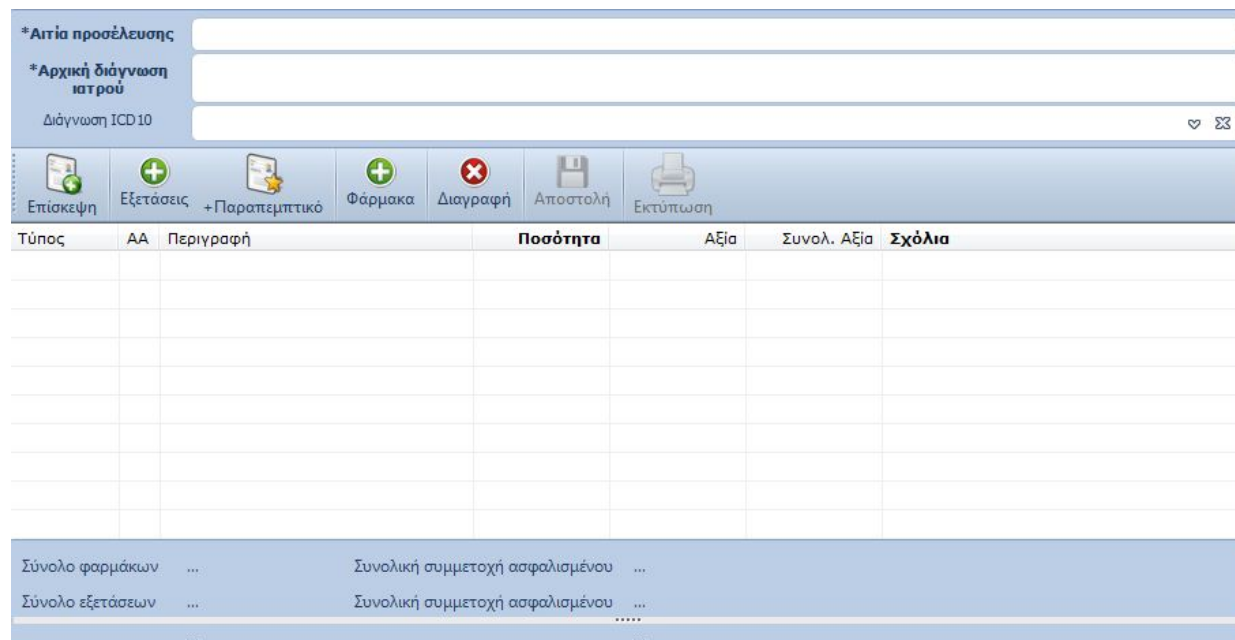 *Αιτία προσέλευσης
*Αρχική διάγνωση
ιατρού
Διάγνωση ICD10
Επίσκεψη Εξετάσεις +Παραπεμπτικό Φάρμακα Διαγραφή Αποστολή Εκτύπωση
Τύπος ΑΑ Περιγραφή Ποσότητα Αξία Συνολ. Αξία Σχόλια
Σύνολο φαρμάκων ... Συνολική συμμετοχή ασφαλισμένου ...
Σύνολο εξετάσεων ... Συνολική συμμετοχή ασφαλισμένου ...